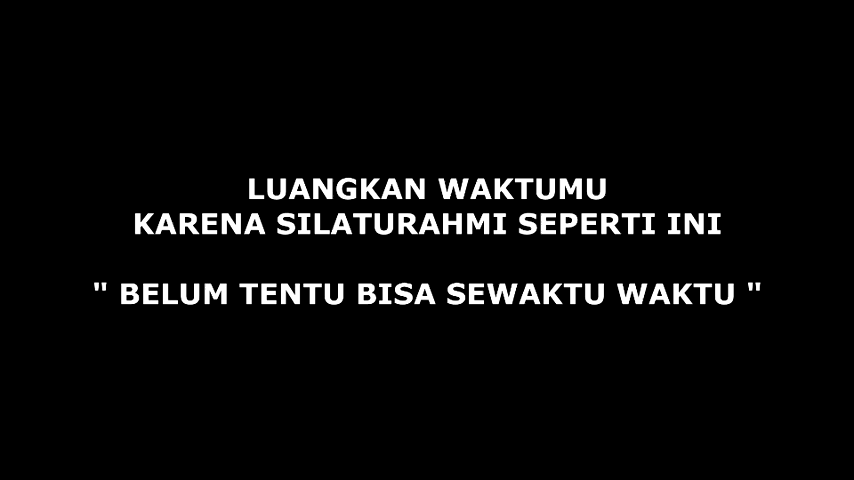 LUANGKAN WAKTUMU
KARENA SILATURAHMI SEPERTI INI
" BELUM TENTU BISA SEWAKTU WAKTU "